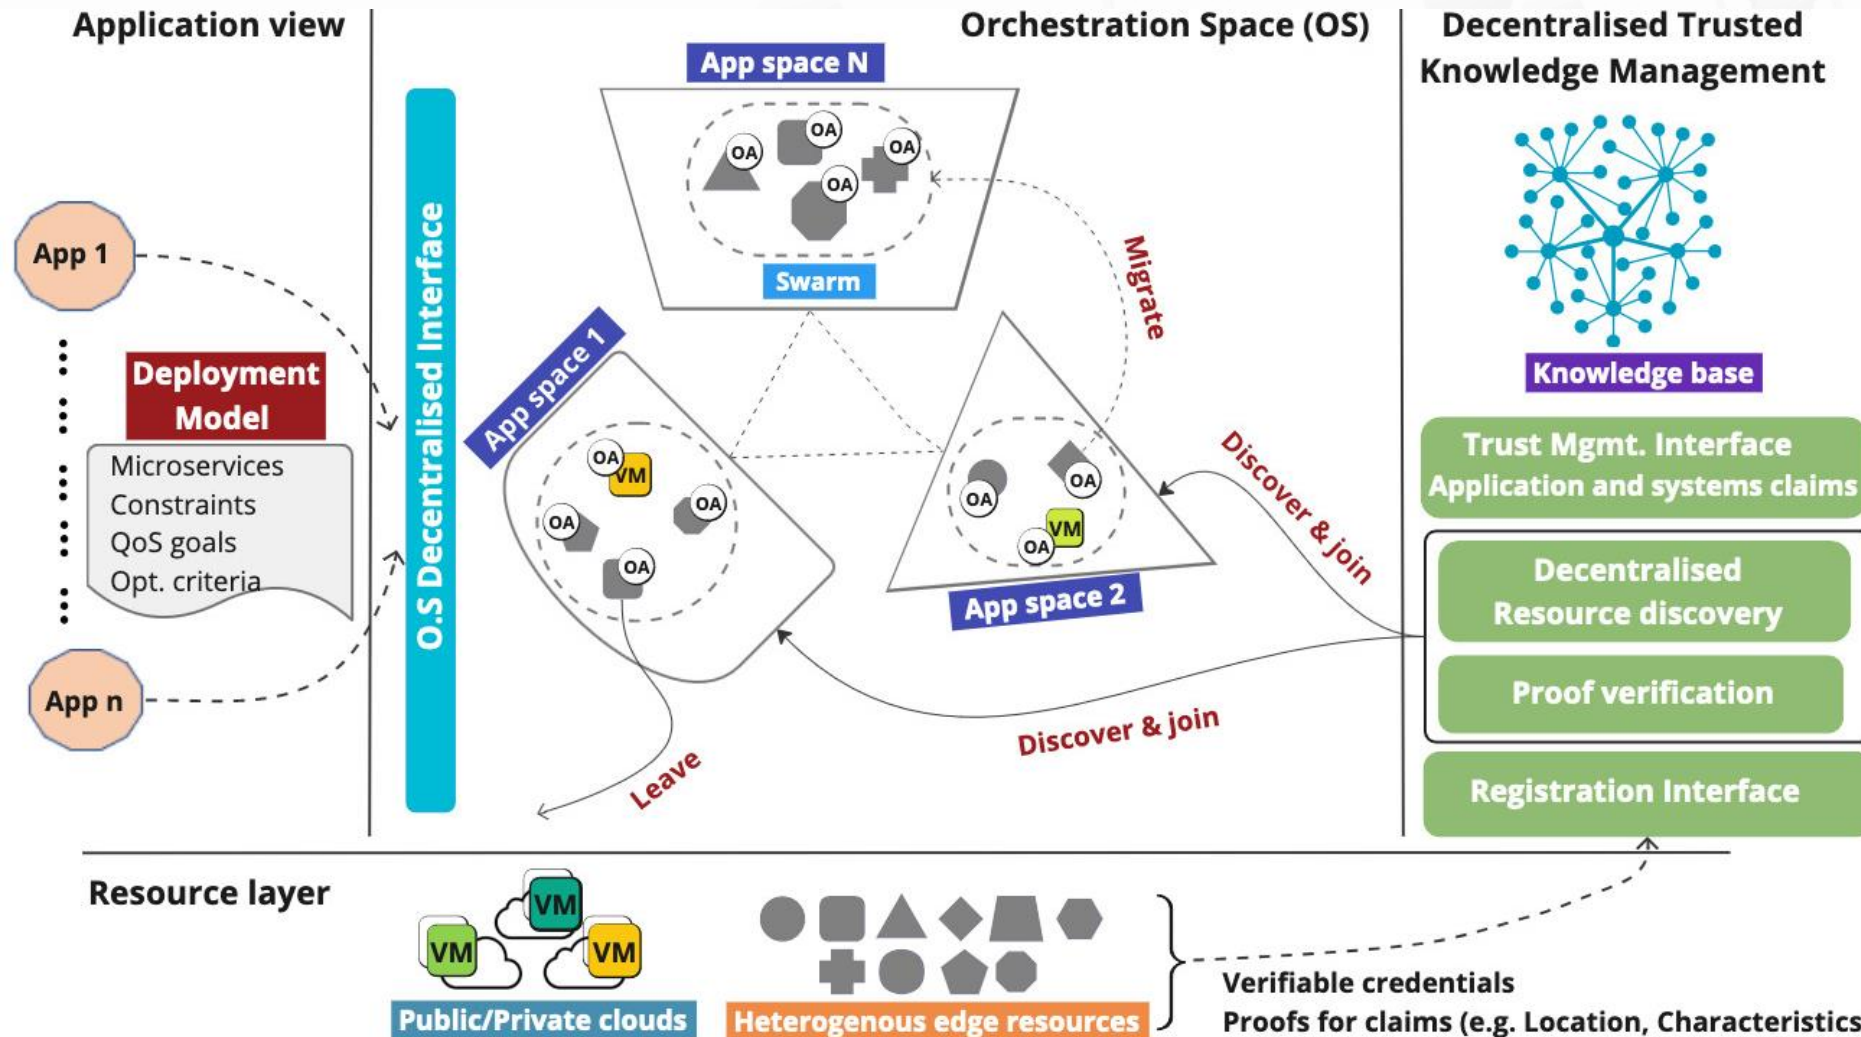 Application view
Orchestration Space (OS)
Decentralised Trusted
Knowledge Management
App 1
Deployment
Model
Microservices
Constraints
QoS goals
Opt. criteria
App n
O.S Decentralised Interface
App space N
OA
OA
OA
OA
Swarm
Migrate
App space 1
OA
VM
OA
OA
OA
Leave
OA
OA
VM
OA
App space 2
Discover & join
Discover & join
Knowledge base
Trust Mgmt. Interface
Application and systems claims
Decentralised
Resource discovery
Proof verification
Registration Interface
Resource layer
VM
VM
VM
Public/Private clouds
Heterogenous edge resources
Verifiable credentials
Proofs for claims (e.g. Location, Characteristics